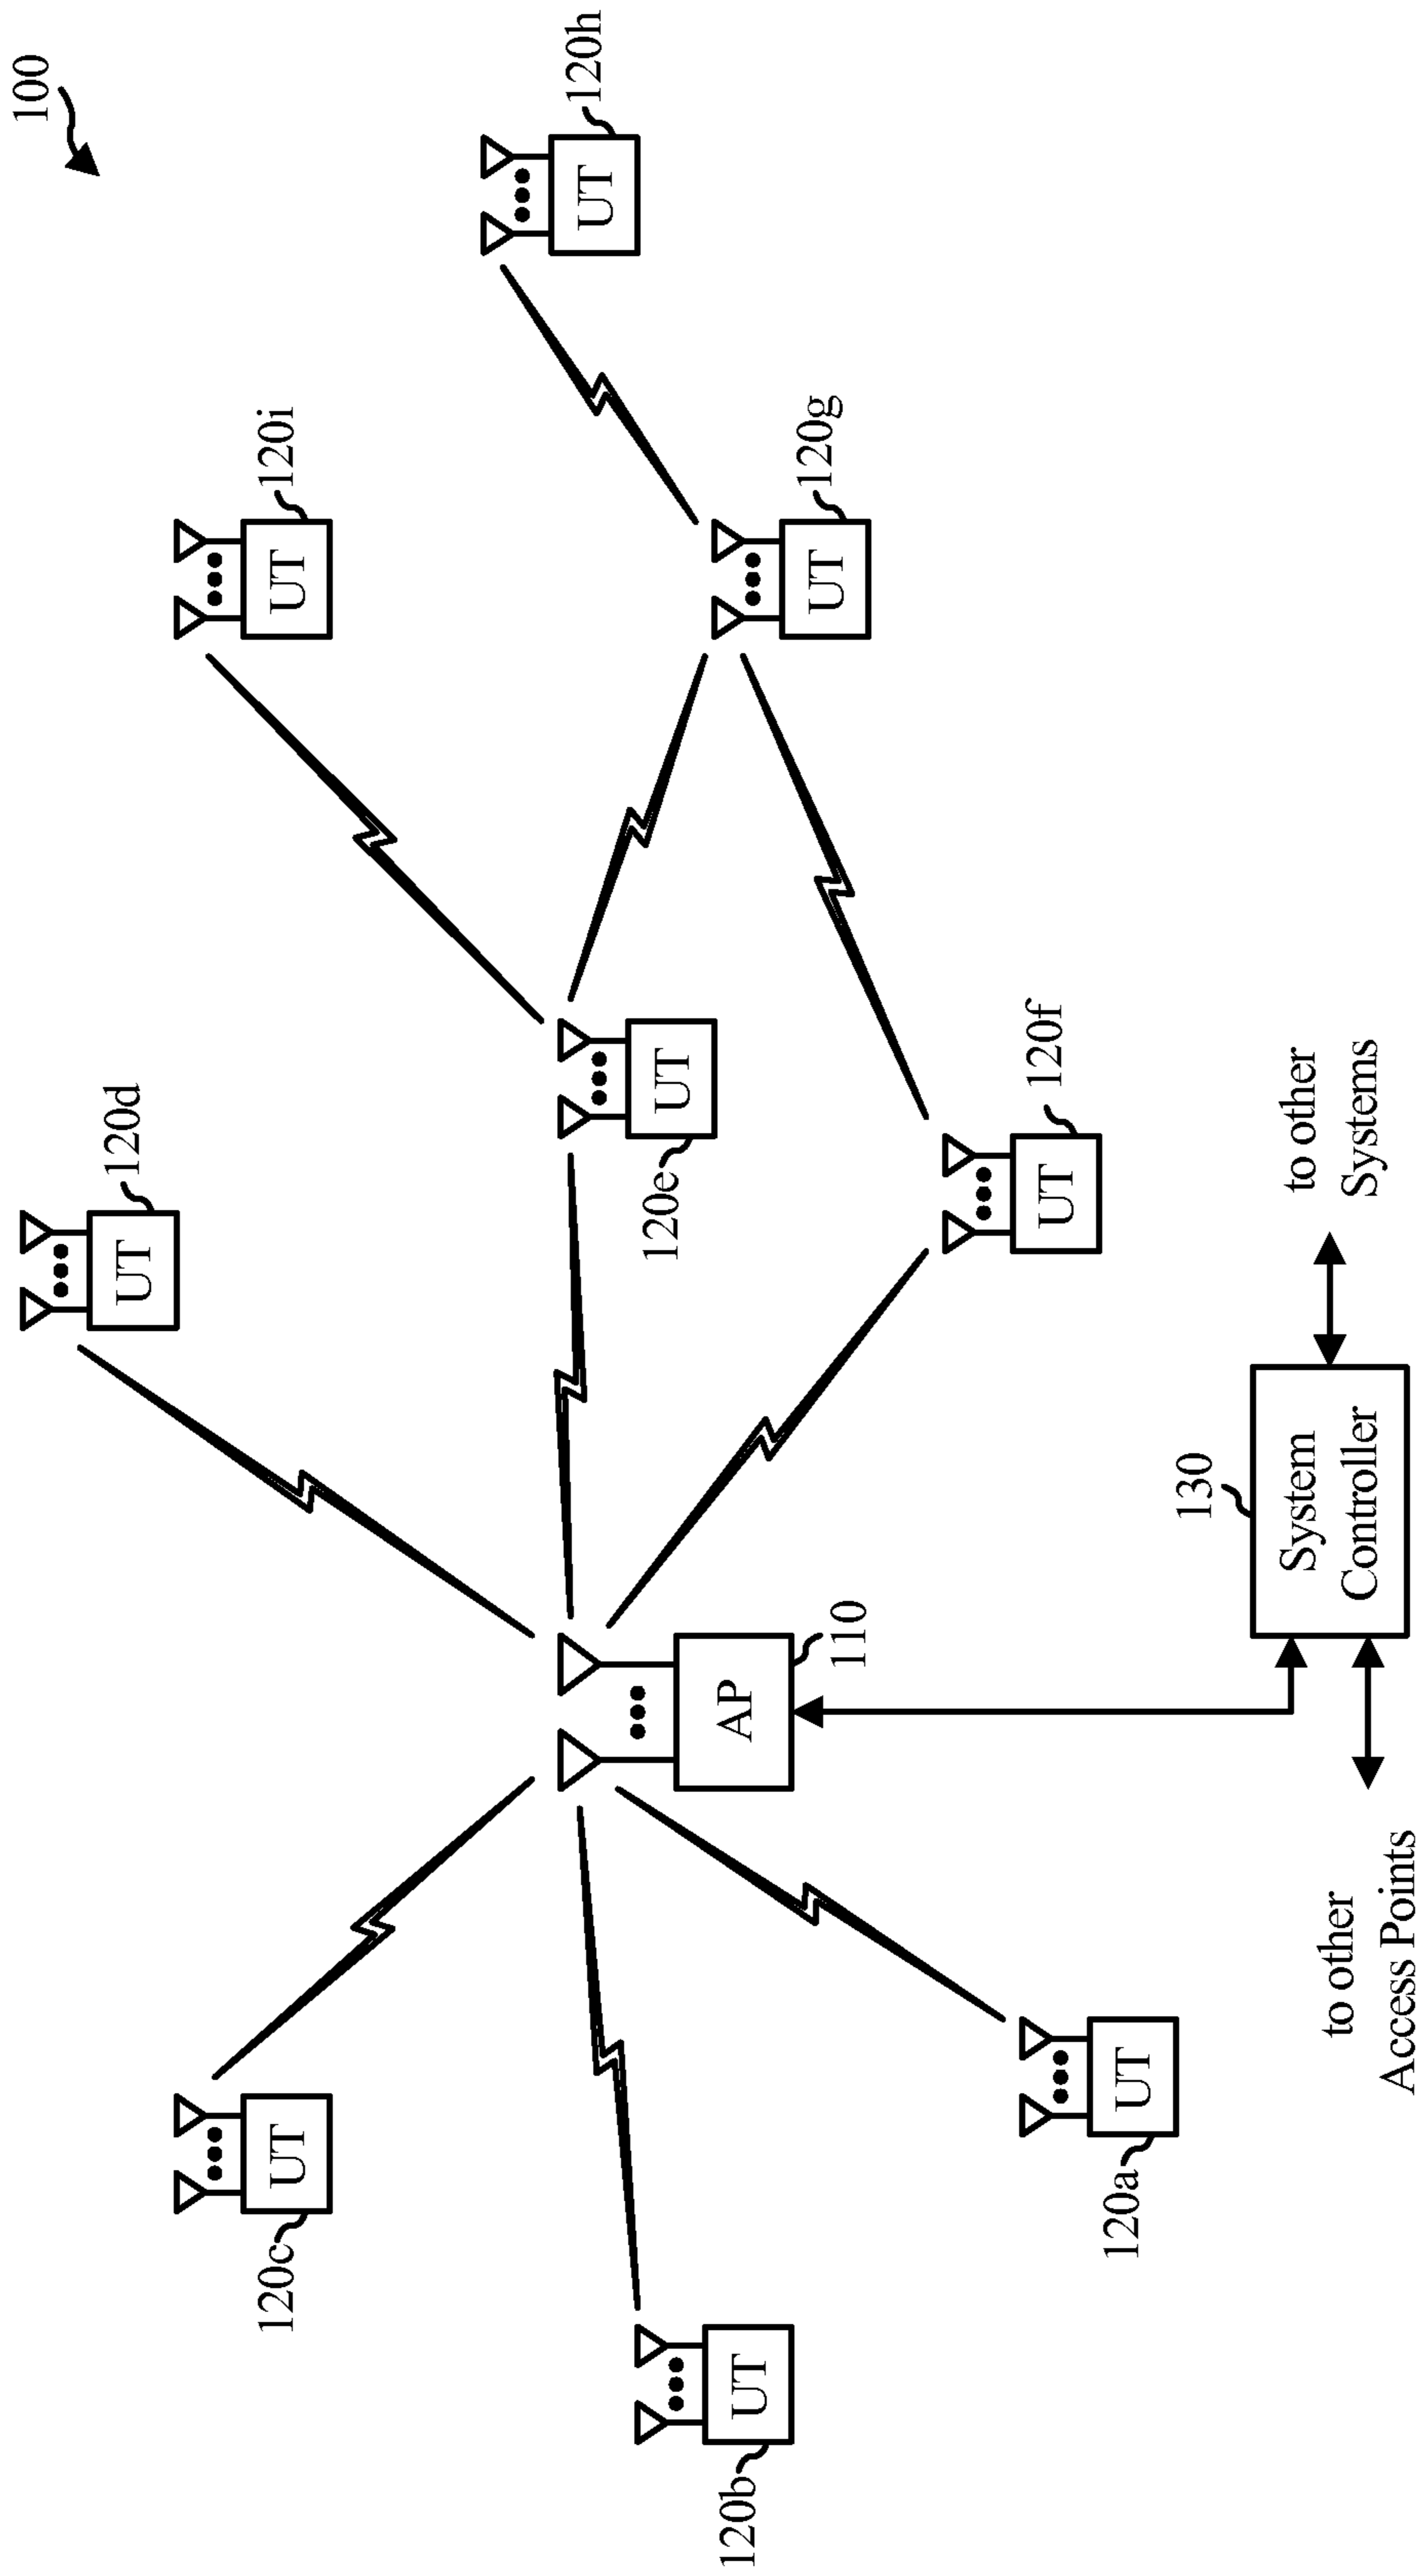 100
120d
UT
120i
UT
120c
UT
120h
UT
120e
UT
AP
110
120b
UT
120g
UT
120f
UT
120a
UT
130
System
Controller
to other
Systems
to other
Access Points